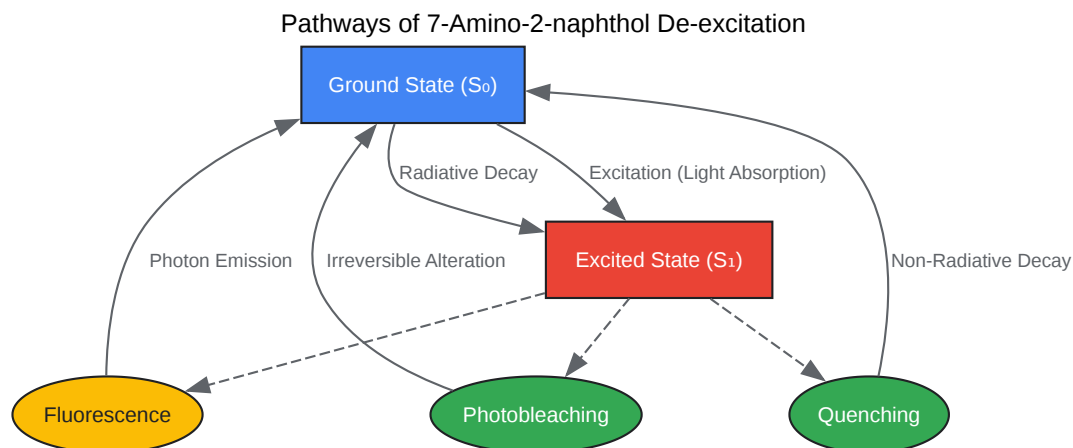 Pathways of 7-Amino-2-naphthol De-excitation
Ground State (S₀)
Radiative Decay
Excitation (Light Absorption)
Photon Emission
Irreversible Alteration
Excited State (S₁)
Non-Radiative Decay
Fluorescence
Photobleaching
Quenching